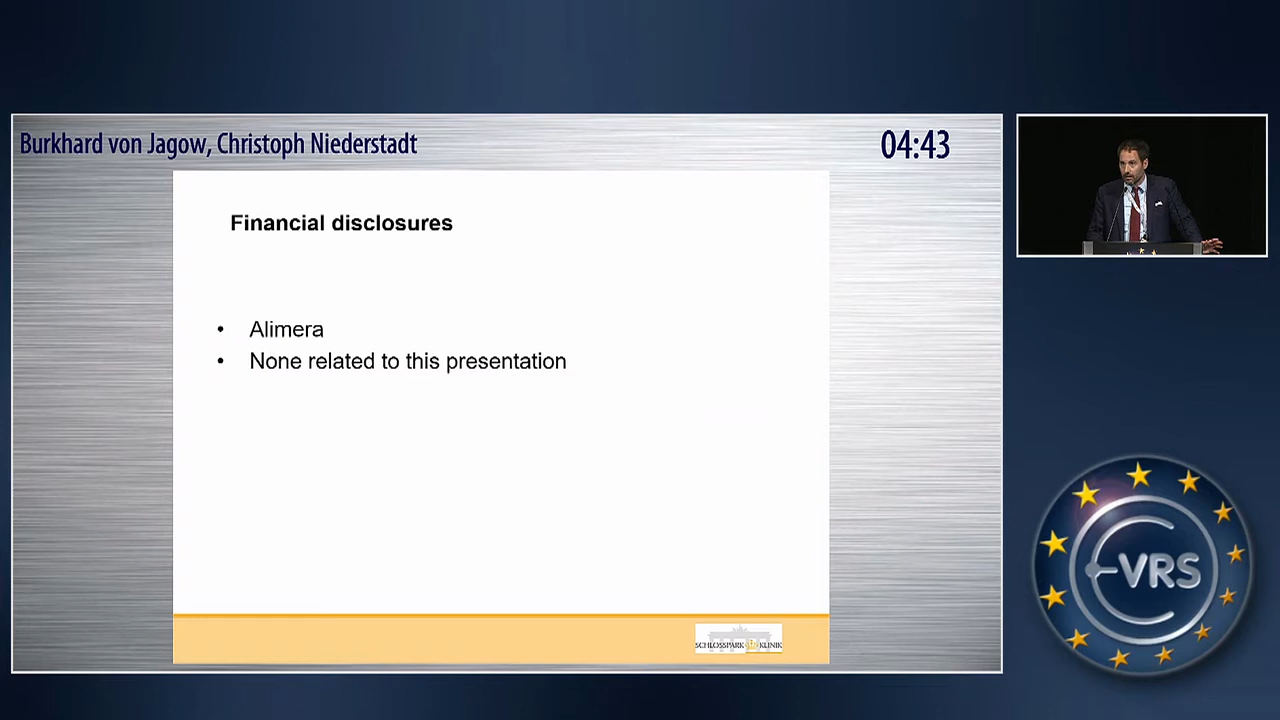 Burkhard von Jagow, Christoph Niederstadt
04:43
Financial disclosures
• Alimera
• None related to this presentation
SCHLOSSPARK KLINIK
E-VRS